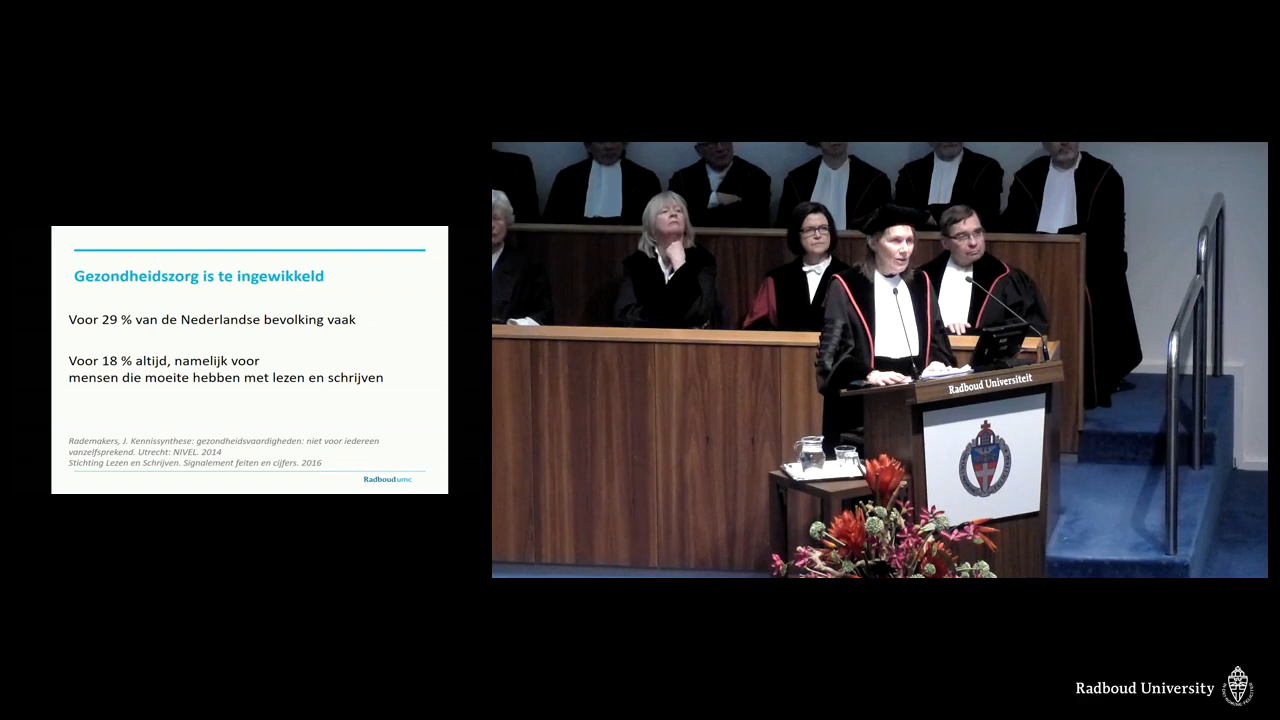 Gezondheidszorg is te ingewikkeld
Voor 29 % van de Nederlandse bevolking vaak
Voor 18 % altijd, namelijk voor
mensen die moeite hebben met lezen en schrijven
Rademakers, J. Kennissynthese: gezondheidsvaardigheden: niet voor iedereen
vanzelfsprekend. Utrecht: NIVEL. 2014
Stichting Lezen en Schrijven. Signalement feiten en cijfers. 2016
Radboudumc
Radboud Universiteit
Radboud University